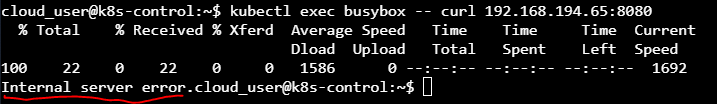 cloud_user@k8s-control:~$ kubectl exec busybox -- curl 192.168.194.65:8080
  % Total    % Received % Xferd  Average Speed   Time    Time     Time  Current
                                 Dload  Upload   Total   Spent    Left  Speed
100    22    0    22    0     0   1586      0 --:--:-- --:--:-- --:--:--  1692
Internal server error.cloud_user@k8s-control:~$